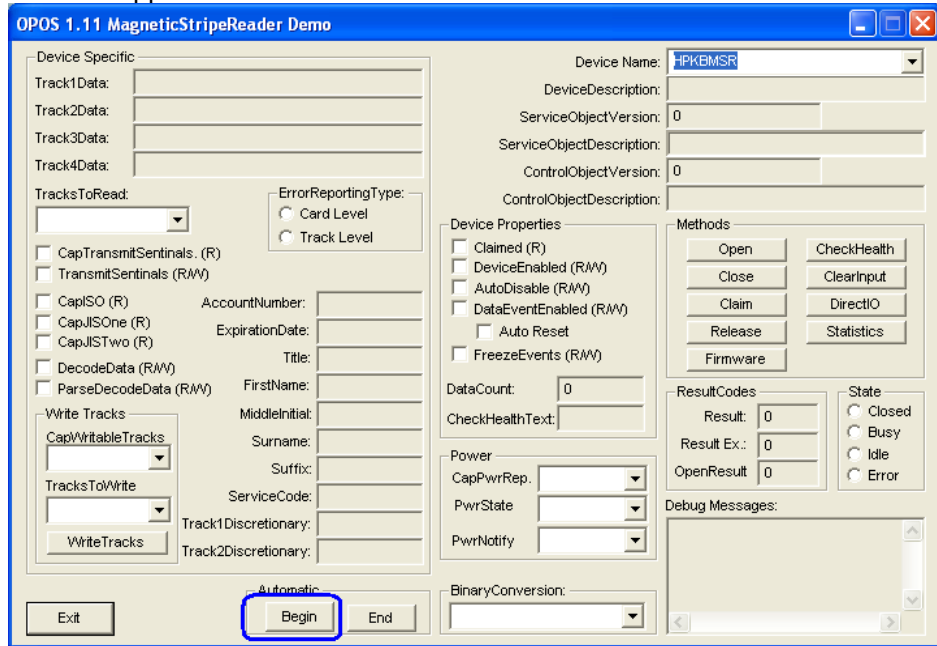 OPOS 1.11 MagneticStripeReader Demo
Device Specific
Track1Data:
Track2Data:
Track3Data:
Track4Data:
TracksToRead:
ErrorReportingType:
Card Level
Track Level
CapTransmitSentinals. (R)
TransmitSentinals (R/W)
CapISO (R)
CapJISOne (R)
CapJISTwo (R)
DecodeData (R/W)
ParseDecodeData (R/W)
AccountNumber:
ExpirationDate:
Title:
FirstName:
MiddleInitial:
Surname:
Suffix:
ServiceCode:
Track1Discretionary:
Track2Discretionary:
Write Tracks
CapWritableTracks
TracksToWrite
WriteTracks
Exit
Automatic
Begin
End
Device Name: HPKBMSR
DeviceDescription:
ServiceObjectVersion: 0
ServiceObjectDescription:
ControlObjectVersion: 0
ControlObjectDescription:
Device Properties
Claimed (R)
DeviceEnabled (R/W)
AutoDisable (R/W)
DataEventEnabled (R/W)
Auto Reset
FreezeEvents (R/W)
DataCount: 0
CheckHealthText:
Power
CapPwrRep.
PwrState
PwrNotify
BinaryConversion:
Methods
Open CheckHealth
Close ClearInput
Claim DirectIO
Release Statistics
Firmware
ResultCodes
Result: 0
Result Ex.: 0
OpenResult 0
State
Closed
Busy
Idle
Error
Debug Messages: